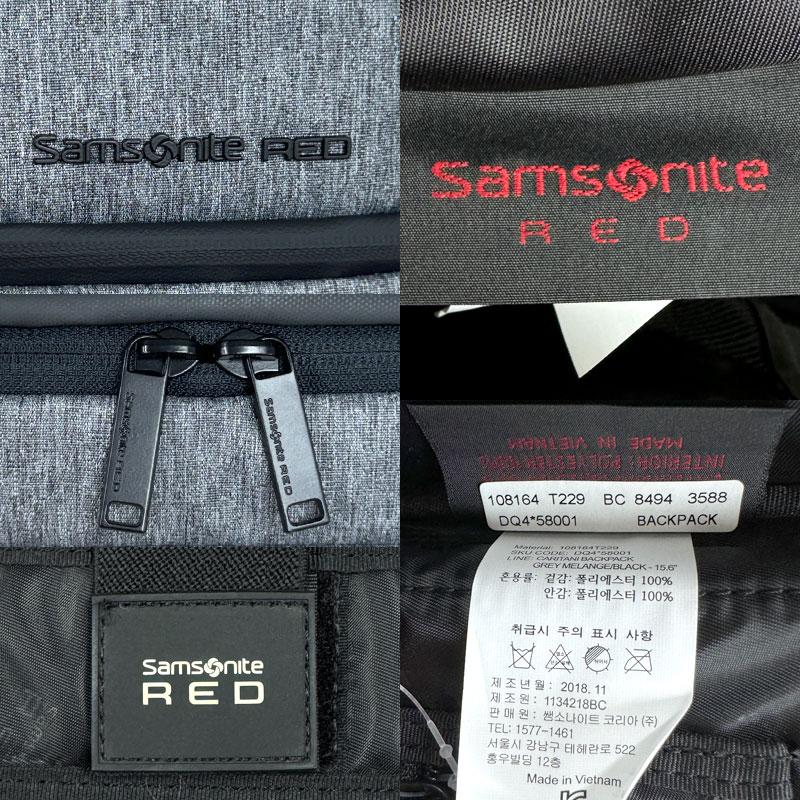 Samsonite RED
Samsonite
RED
Samsonite RED
Samsonite RED
Samsonite
RED
MADE IN VIETNAM
INTERIOR: POLYESTER 100%
108164 T229 BC 8494 3588
DQ4*58001 BACKPACK
Material: 108164T229
SKU CODE: DQ4*58001
LINE: CARITANI BACKPACK
GREY MELANGE/BLACK - 15.6"
혼용률: 겉감: 폴리에스터 100%
안감: 폴리에스터 100%
취급시 주의 표시 사항
제 조 년 월 : 2018. 11
제 조 원 : 1134218BC
판 매 원 : 쌤소나이트 코리아 (주)
TEL: 1577-1461
서울시 강남구 테헤란로 522
홍우빌딩 12층
Made in Vietnam